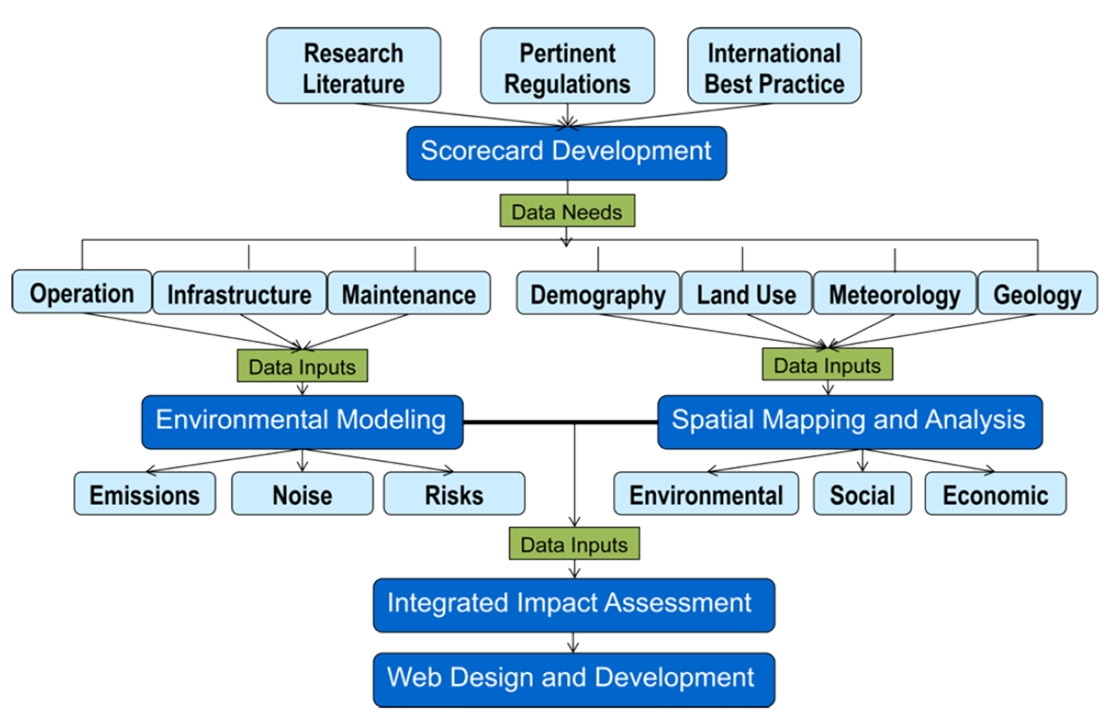 Research
Literature
Pertinent
Regulations
International
Best Practice
Scorecard Development
Data Needs
Operation
Infrastructure
Maintenance
Demography
Land Use
Meteorology
Geology
Data Inputs
Data Inputs
Environmental Modeling
Spatial Mapping and Analysis
Emissions
Noise
Risks
Environmental
Social
Economic
Data Inputs
Integrated Impact Assessment
Web Design and Development